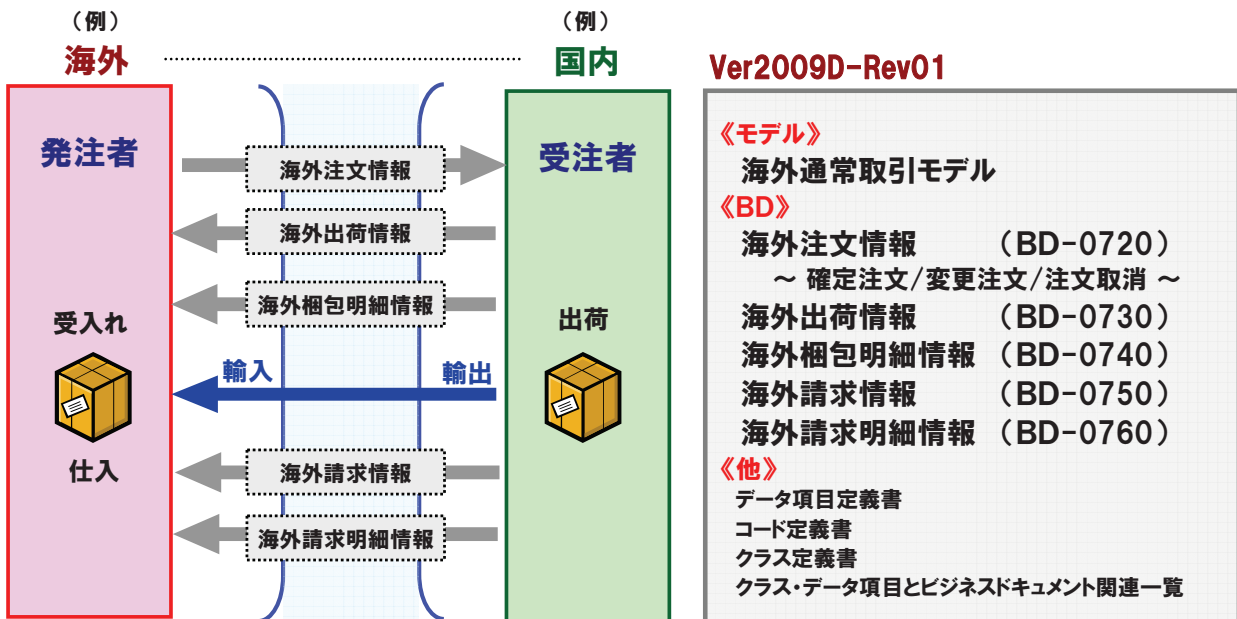 (例)
海外
(例)
国内
発注者
受注者
海外注文情報
海外出荷情報
海外梱包明細情報
受入れ
出荷
輸入
輸出
仕入
海外請求情報
海外請求明細情報
Ver2009D-Rev01
《モデル》
海外通常取引モデル
《BD》
海外注文情報 (BD-0720)
~ 確定注文/変更注文/注文取消 ~
海外出荷情報 (BD-0730)
海外梱包明細情報 (BD-0740)
海外請求情報 (BD-0750)
海外請求明細情報 (BD-0760)
《他》
データ項目定義書
コード定義書
クラス定義書
クラス・データ項目とビジネスドキュメント関連一覧